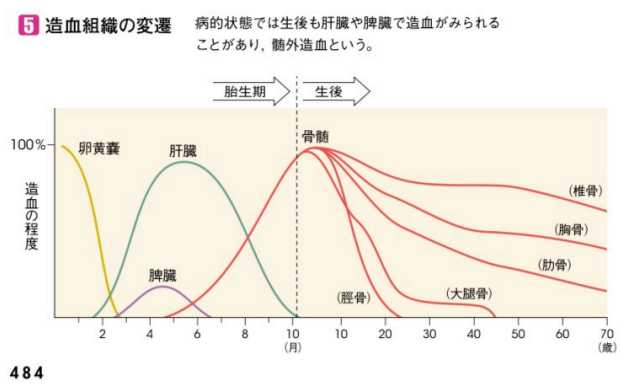 5 造血組織の変遷
病的状態では生後も肝臓や脾臓で造血がみられる
ことがあり，髄外造血という。
胎生期
生後
100%
卵黄嚢
肝臓
骨髄
造血の程度
脾臓
(椎骨)
(胸骨)
(肋骨)
(脛骨)
(大腿骨)
2 4 6 8 10 10 20 30 40 50 60 70
(月) (歳)
484